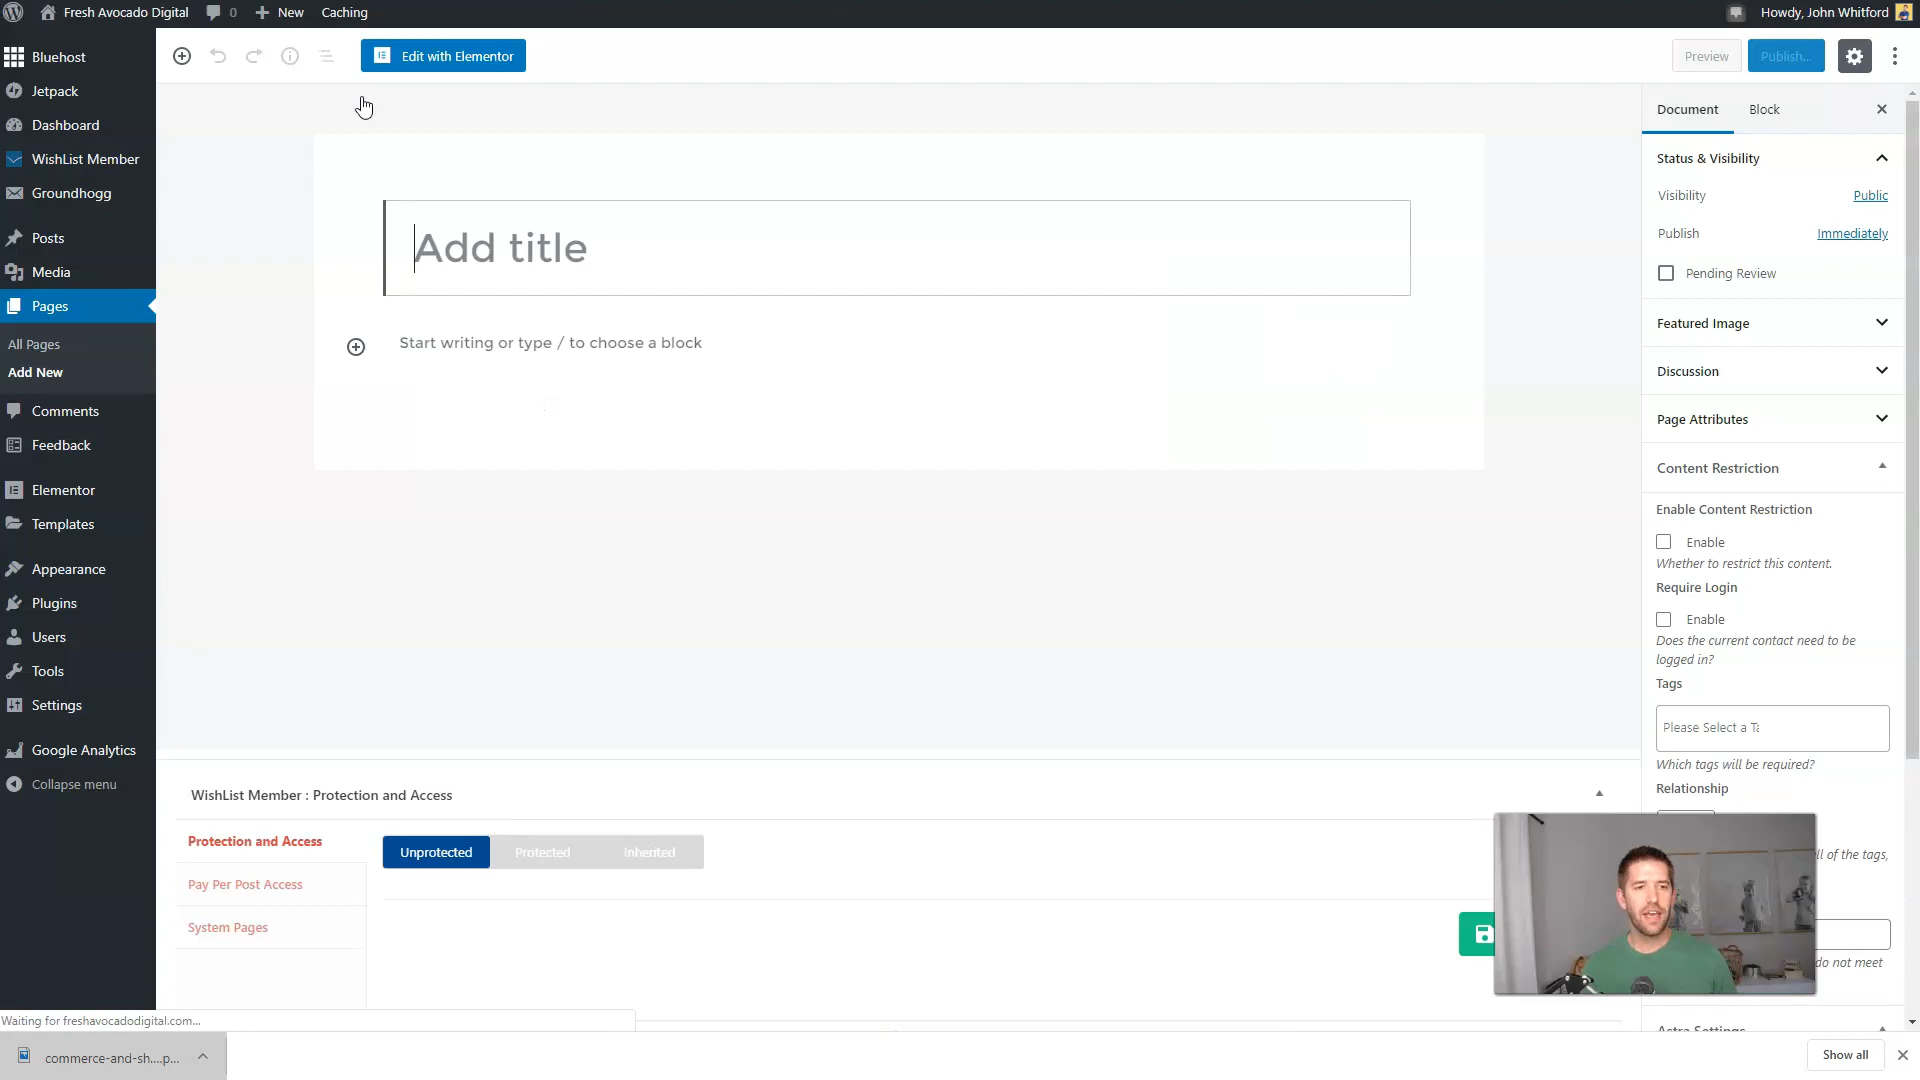 Fresh Avocado Digital 0 New Caching Howdy, John Whitford
Bluehost
Jetpack
Dashboard
WishList Member
Groundhogg
Posts
Media
Pages
All Pages
Add New
Comments
Feedback
Elementor
Templates
Appearance
Plugins
Users
Tools
Settings
Google Analytics
Collapse menu
Edit with Elementor Preview Publish...
Add title
Start writing or type / to choose a block
Document Block
Status & Visibility
Visibility Public
Publish Immediately
Pending Review
Featured Image
Discussion
Page Attributes
Content Restriction
Enable Content Restriction
Enable
Whether to restrict this content.
Require Login
Enable
Does the current contact need to be
logged in?
Tags
Please Select a Ta
Which tags will be required?
Relationship
ll of the tags,
do not meet
Astra Settings
WishList Member : Protection and Access
Protection and Access
Unprotected Protected Inherited
Pay Per Post Access
System Pages
Waiting for freshavocadodigital.com...
commerce-and-sh....p... Show all